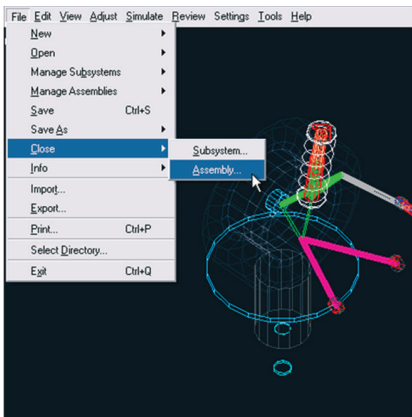 File Edit View Adjust Simulate Review Settings Tools Help
New
Open
Manage Subsystems
Manage Assemblies
Save Ctrl+S
Save As
Close
Subsystem...
Info
Assembly...
Import...
Export...
Print... Ctrl+P
Select Directory...
Exit Ctrl+Q